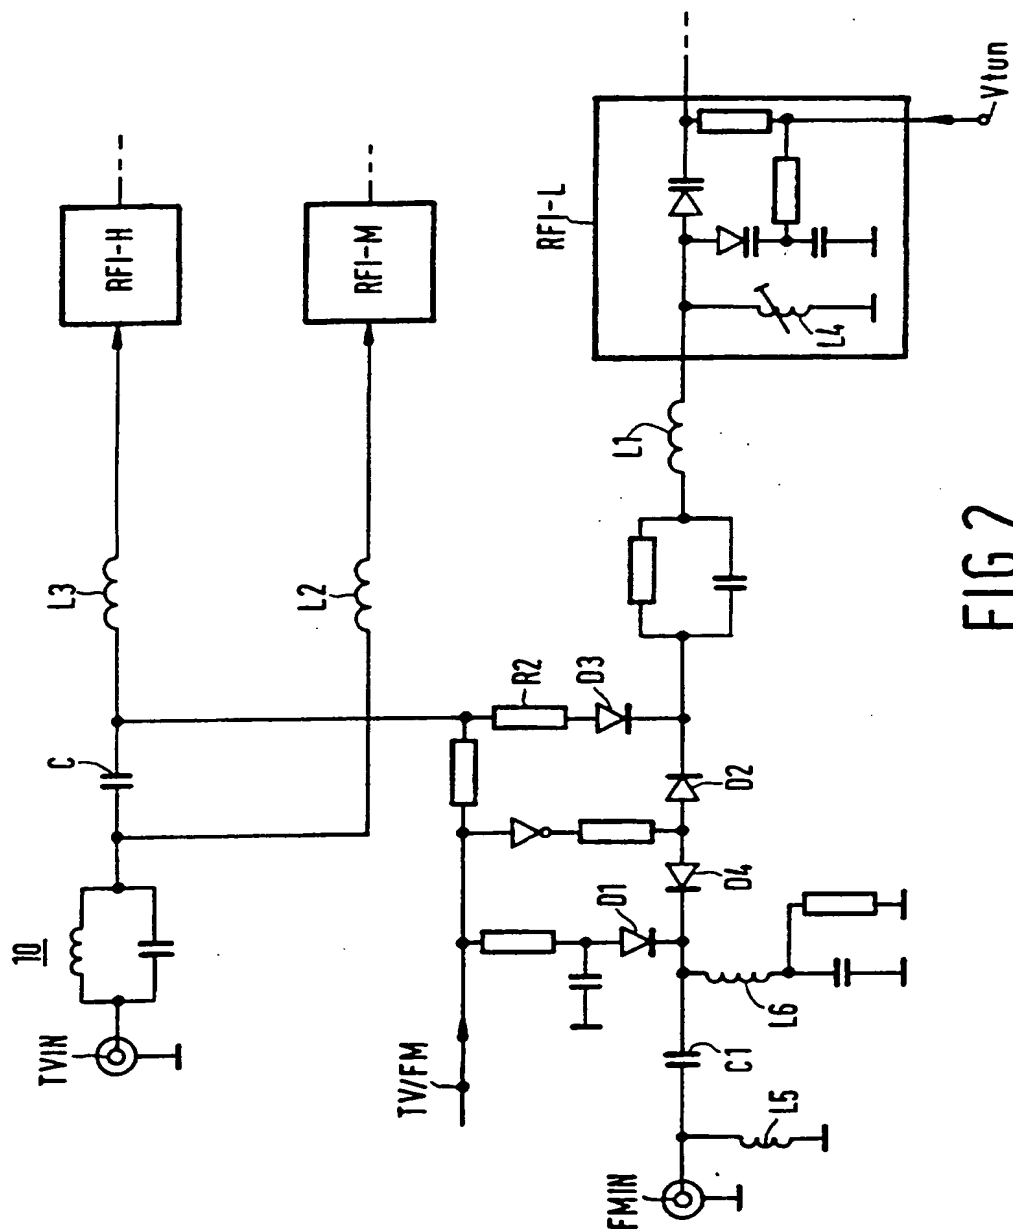 TVIN
10
C
L3
RFI-H
L2
RFI-M
TV/FM
R2
D3
D1
D4
D2
L1
RFI-L
L4
Vtun
FMIN
L5
C1
L6
FIG 2